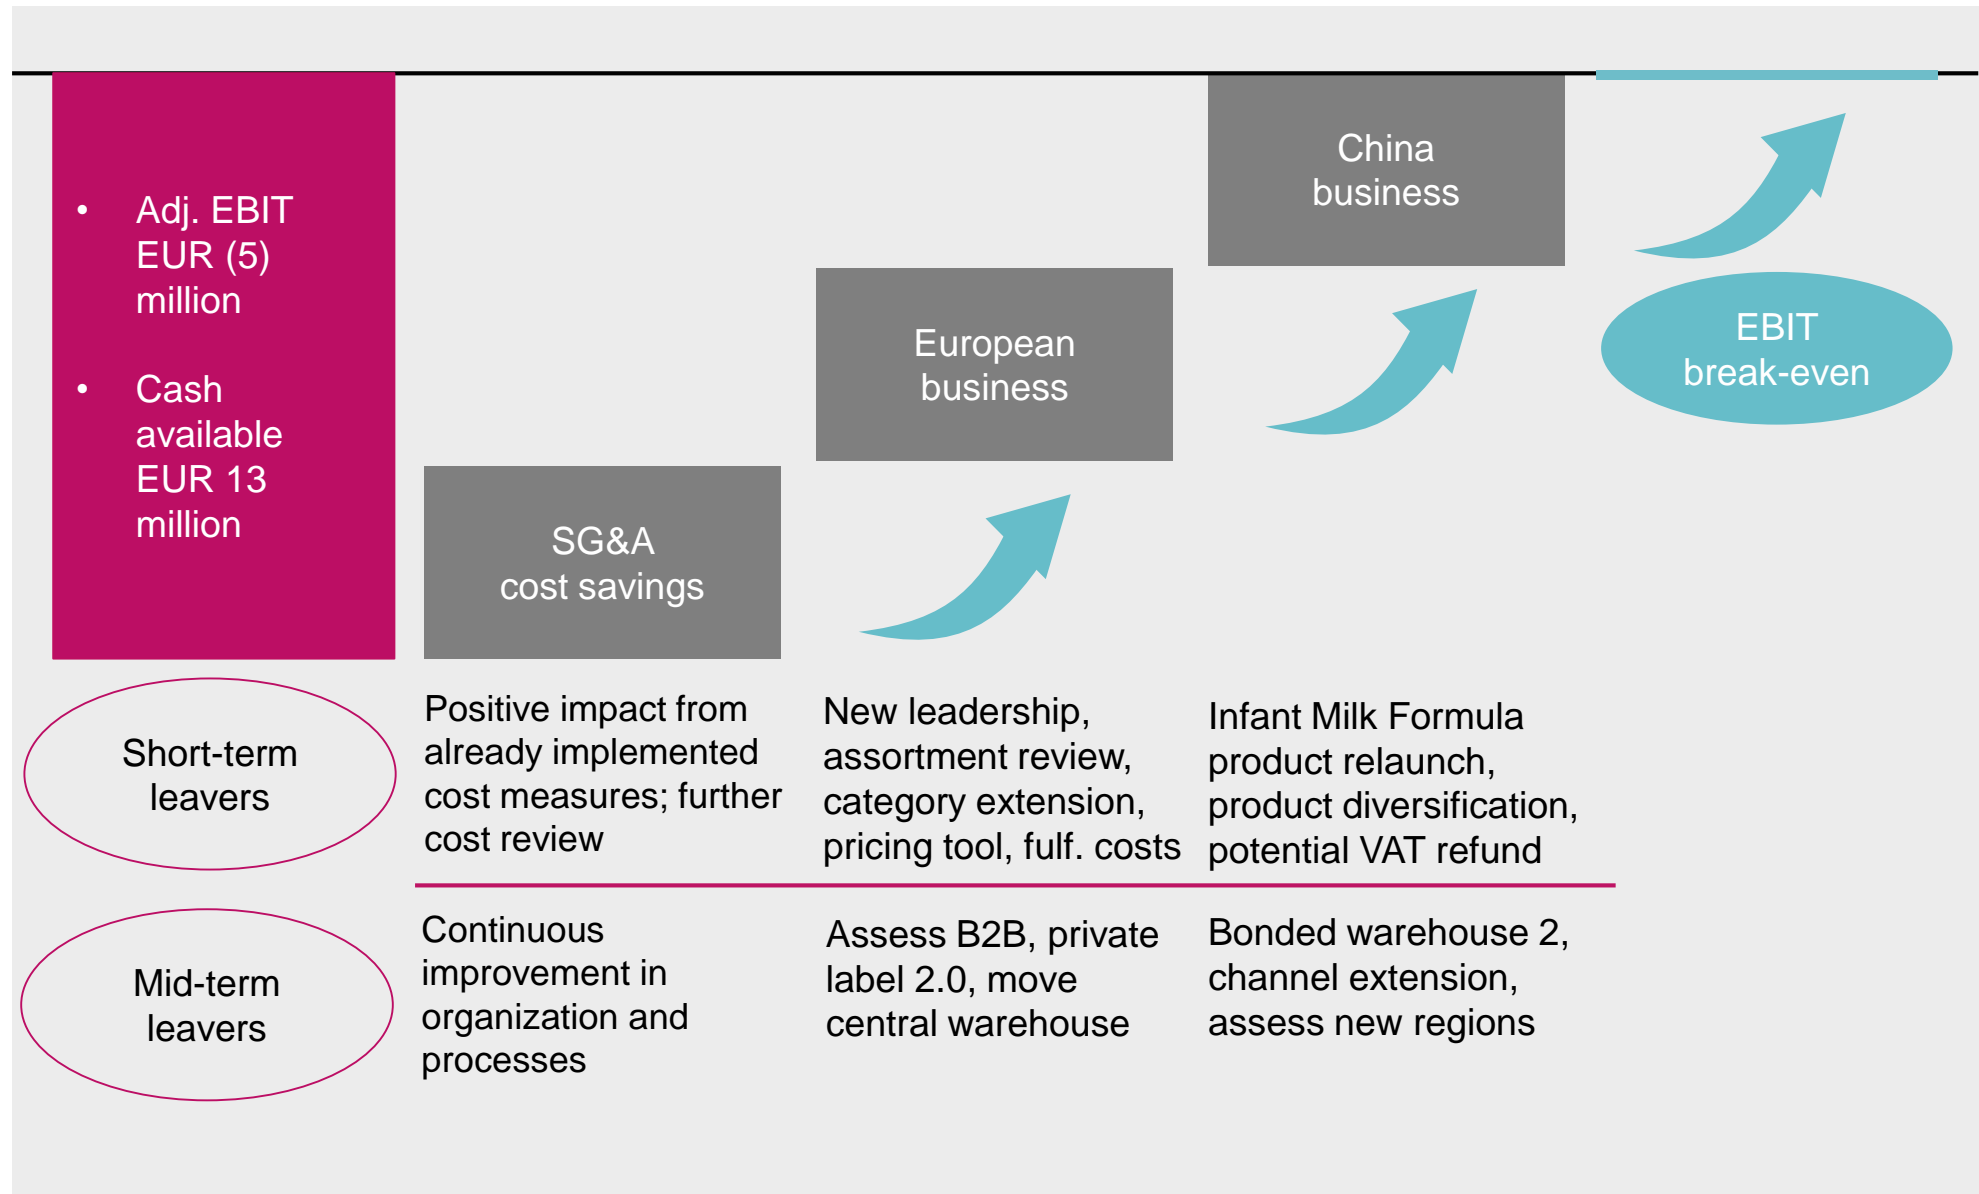 • Adj. EBIT
EUR (5)
million
• Cash
available
EUR 13
million
SG&A
cost savings
European
business
China
business
EBIT
break-even
Short-term
leavers
Positive impact from
already implemented
cost measures; further
cost review
New leadership,
assortment review,
category extension,
pricing tool, fulf. costs
Infant Milk Formula
product relaunch,
product diversification,
potential VAT refund
Mid-term
leavers
Continuous
improvement in
organization and
processes
Assess B2B, private
label 2.0, move
central warehouse
Bonded warehouse 2,
channel extension,
assess new regions